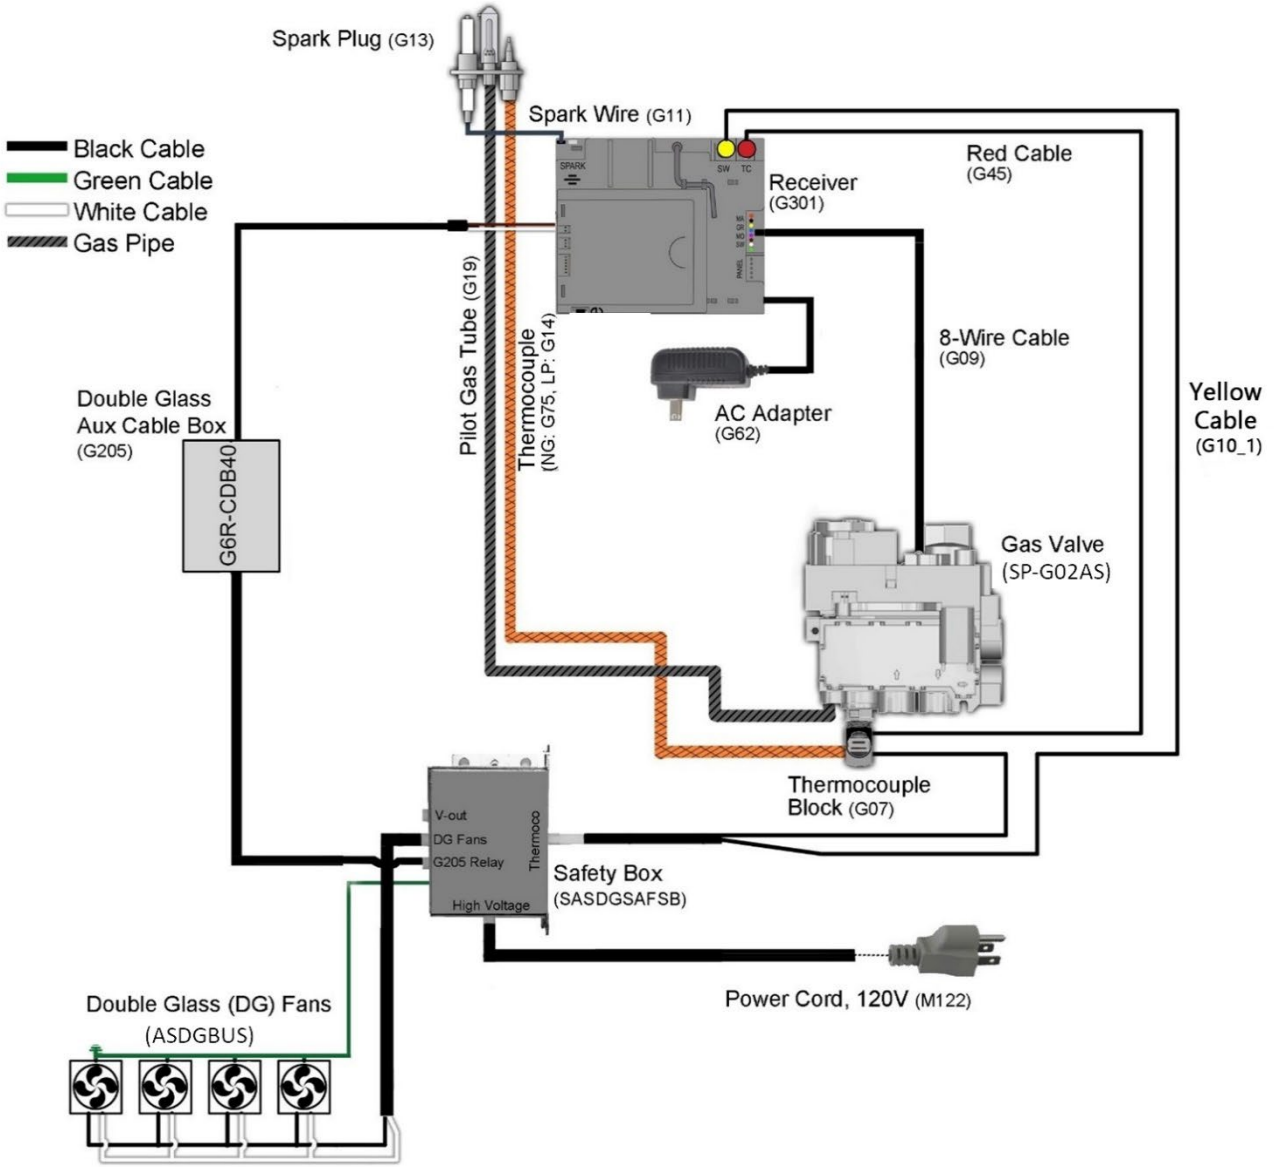 Spark Plug (G13)
Spark Wire (G11)
Black Cable
Green Cable
White Cable
Gas Pipe
SPARK
SW TC
Red Cable
(G45)
Receiver
(G301)
PANEL
Pilot Gas Tube (G19)
Thermocouple
(NG: G75, LP: G14)
8-Wire Cable
(G09)
AC Adapter
(G62)
Yellow
Cable
(G10_1)
Double Glass
Aux Cable Box
(G205)
G6R-CDB40
Gas Valve
(SP-G02AS)
Thermocouple
Block (G07)
V-out
DG Fans
G205 Relay
Thermoco
High Voltage
Safety Box
(SASDGSAFSB)
Power Cord, 120V (M122)
Double Glass (DG) Fans
(ASDGBUS)